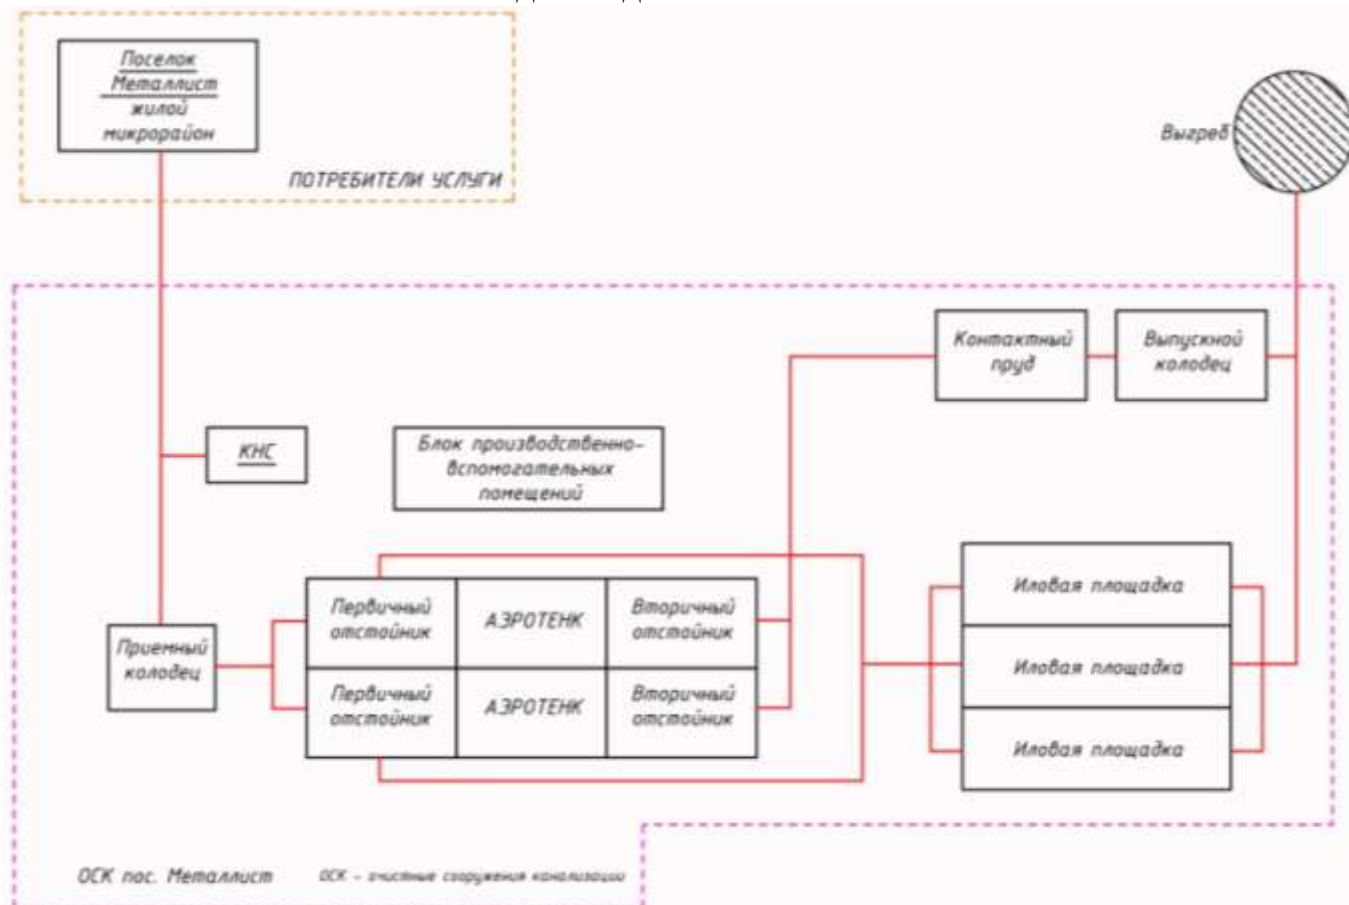 Поселок
Металлист
жилой
микрорайон
ПОТРЕБИТЕЛИ УСЛУГИ
Выгреб
Контактный
пруд
Выпускной
колодец
КНС
Блок производственно-
вспомогательных
помещений
Приемный
колодец
Первичный
отстойник
АЭРОТЕНК
Вторичный
отстойник
Первичный
отстойник
АЭРОТЕНК
Вторичный
отстойник
Иловая площадка
Иловая площадка
Иловая площадка
ОСК пос. Металлист
ОСК - очистные сооружения канализации